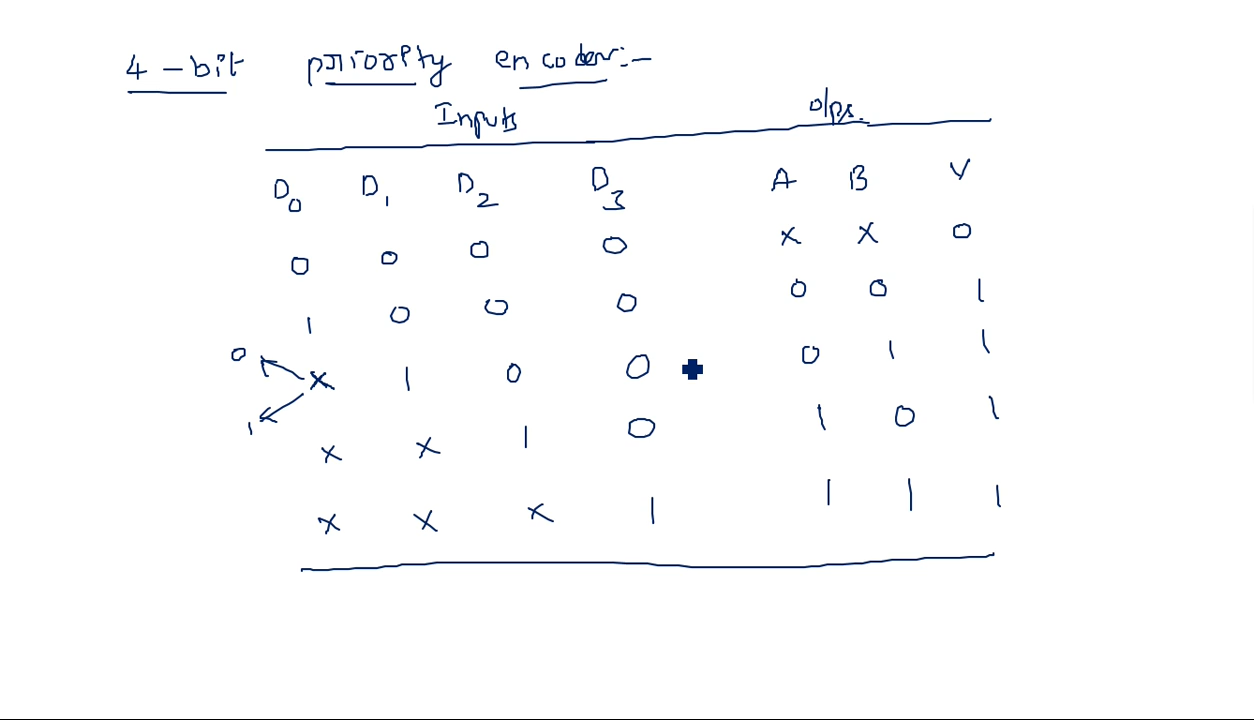 4-bit priority encoder:-
Inputs o/ps.
D0 D1 D2 D3 A B V
0 0 0 0 x x 0
1 0 0 0 0 0 1
0
x 1 0 0 0 1 1
1
x x 1 0 1 0 1
x x x 1 1 1 1